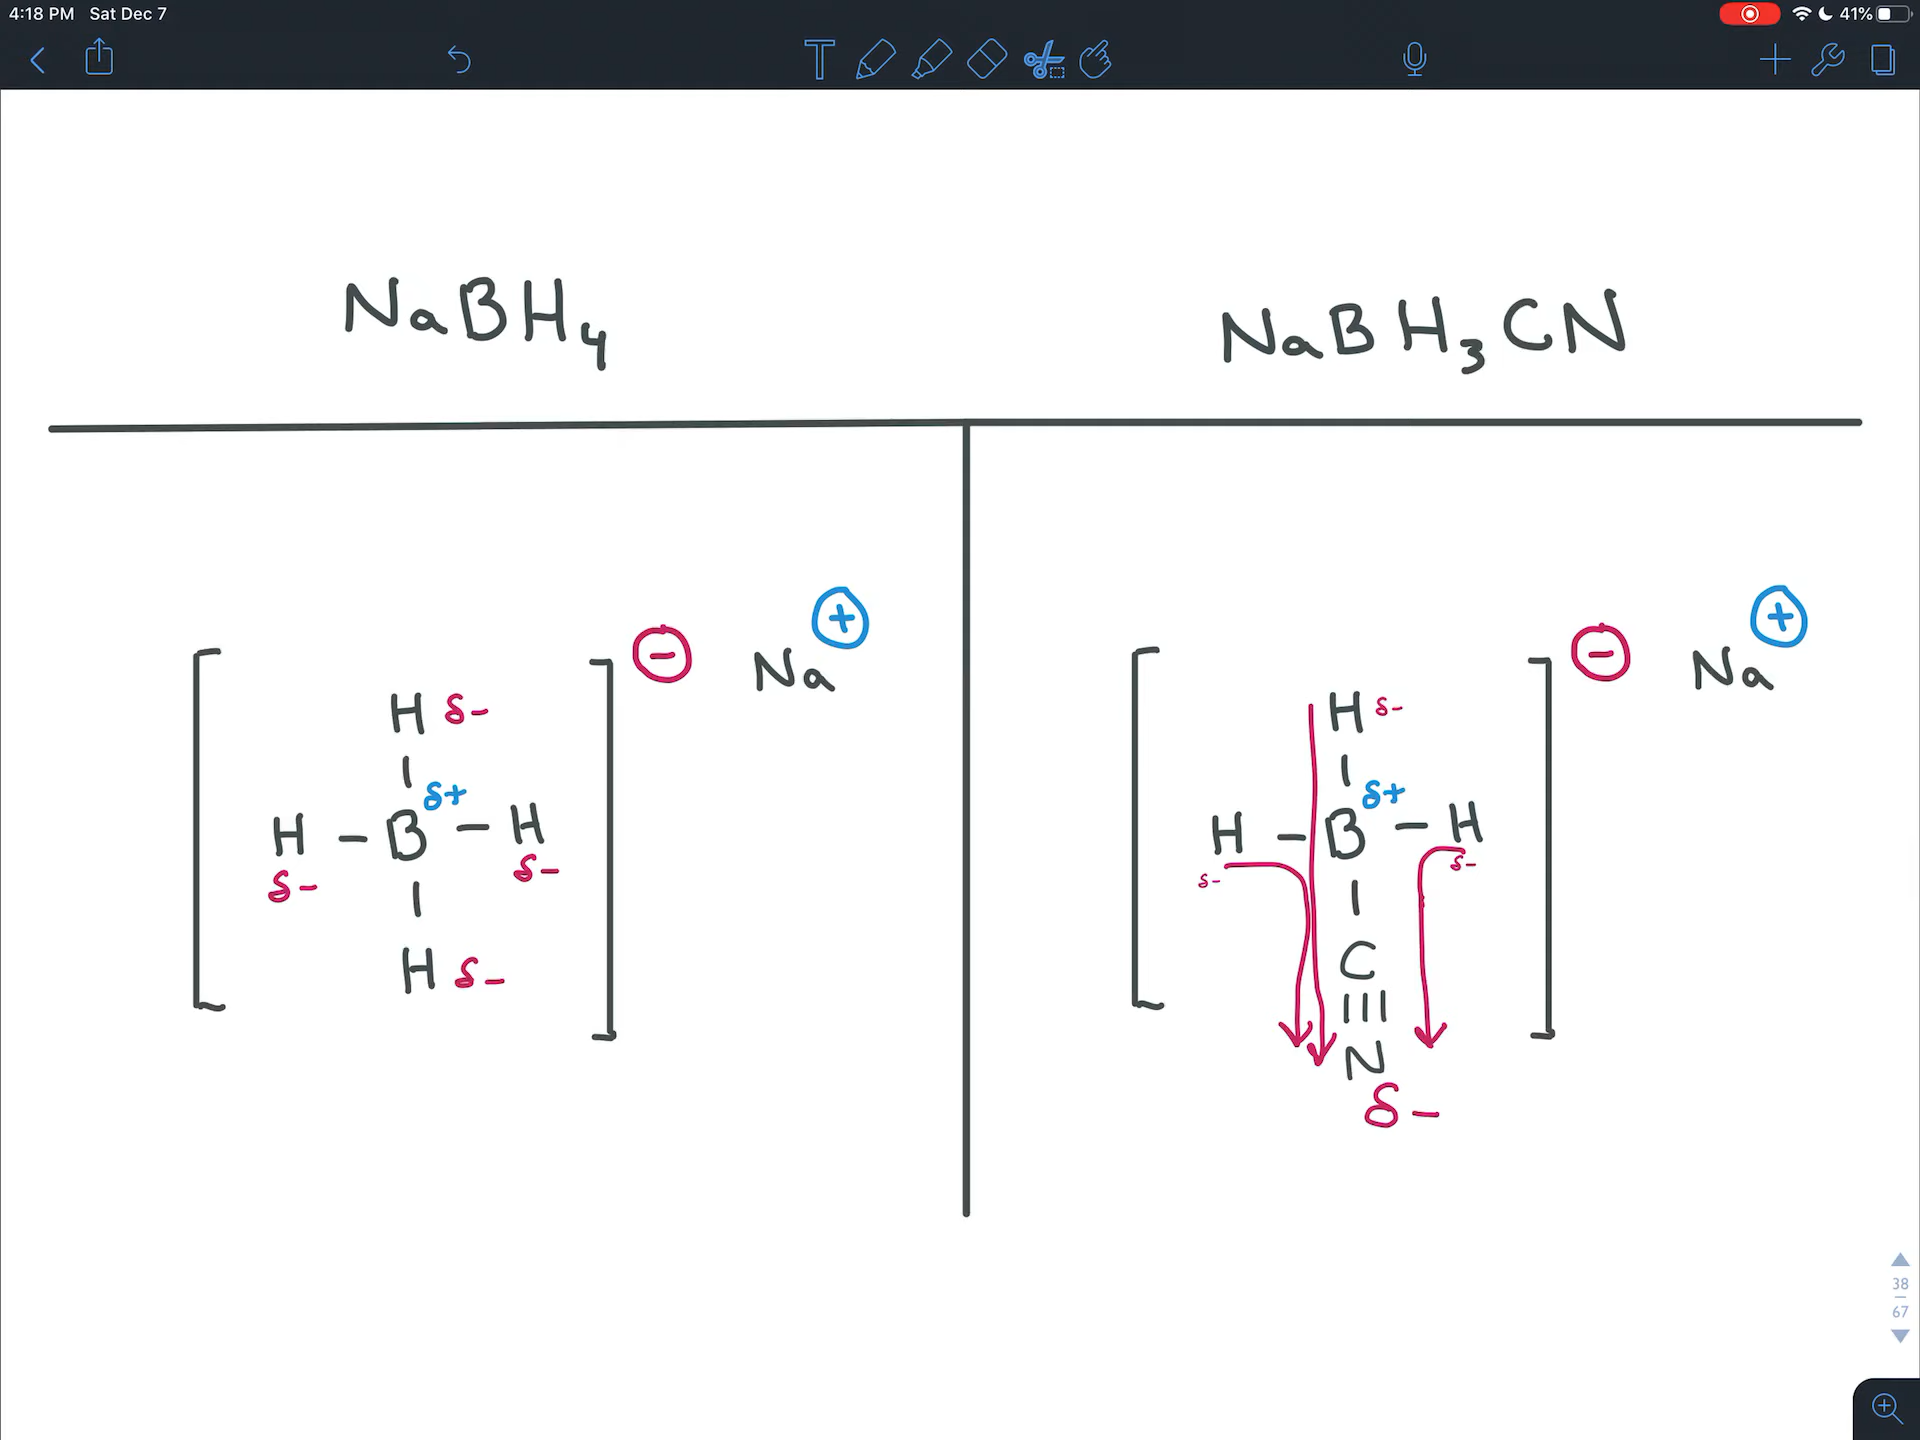 4:18 PM Sat Dec 7
41%
T
NaBH₄
NaBH₃CN
⊕
⊖
Na
H δ-
δ+
H - B - H
δ- δ-
|
H δ-
⊕
⊖
Na
H δ-
|
δ+
H - B - H
δ- δ-
|
C
≡
N
δ-
38
67